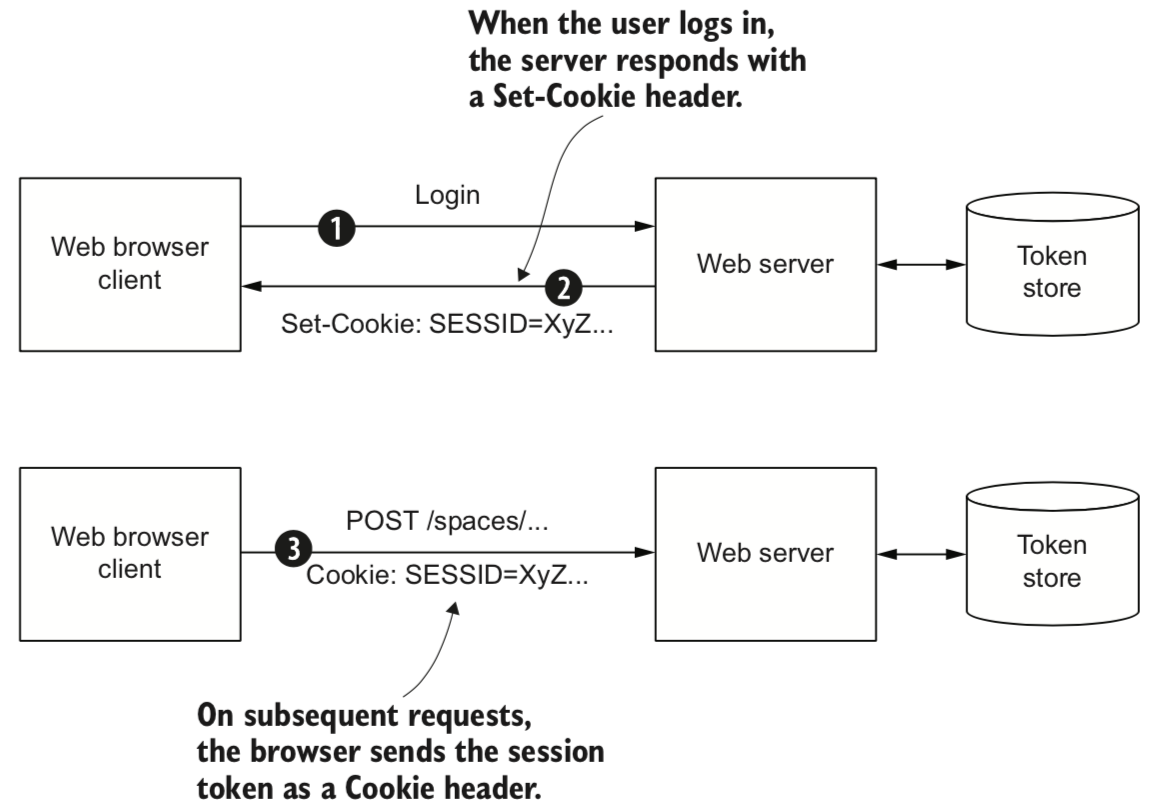 When the user logs in,
the server responds with
a Set-Cookie header.
Login
1
Web browser
client
Web server
Token
store
2
Set-Cookie: SESSID=XyZ...
POST /spaces/...
Web browser
client
3
Web server
Token
store
Cookie: SESSID=XyZ...
On subsequent requests,
the browser sends the session
token as a Cookie header.